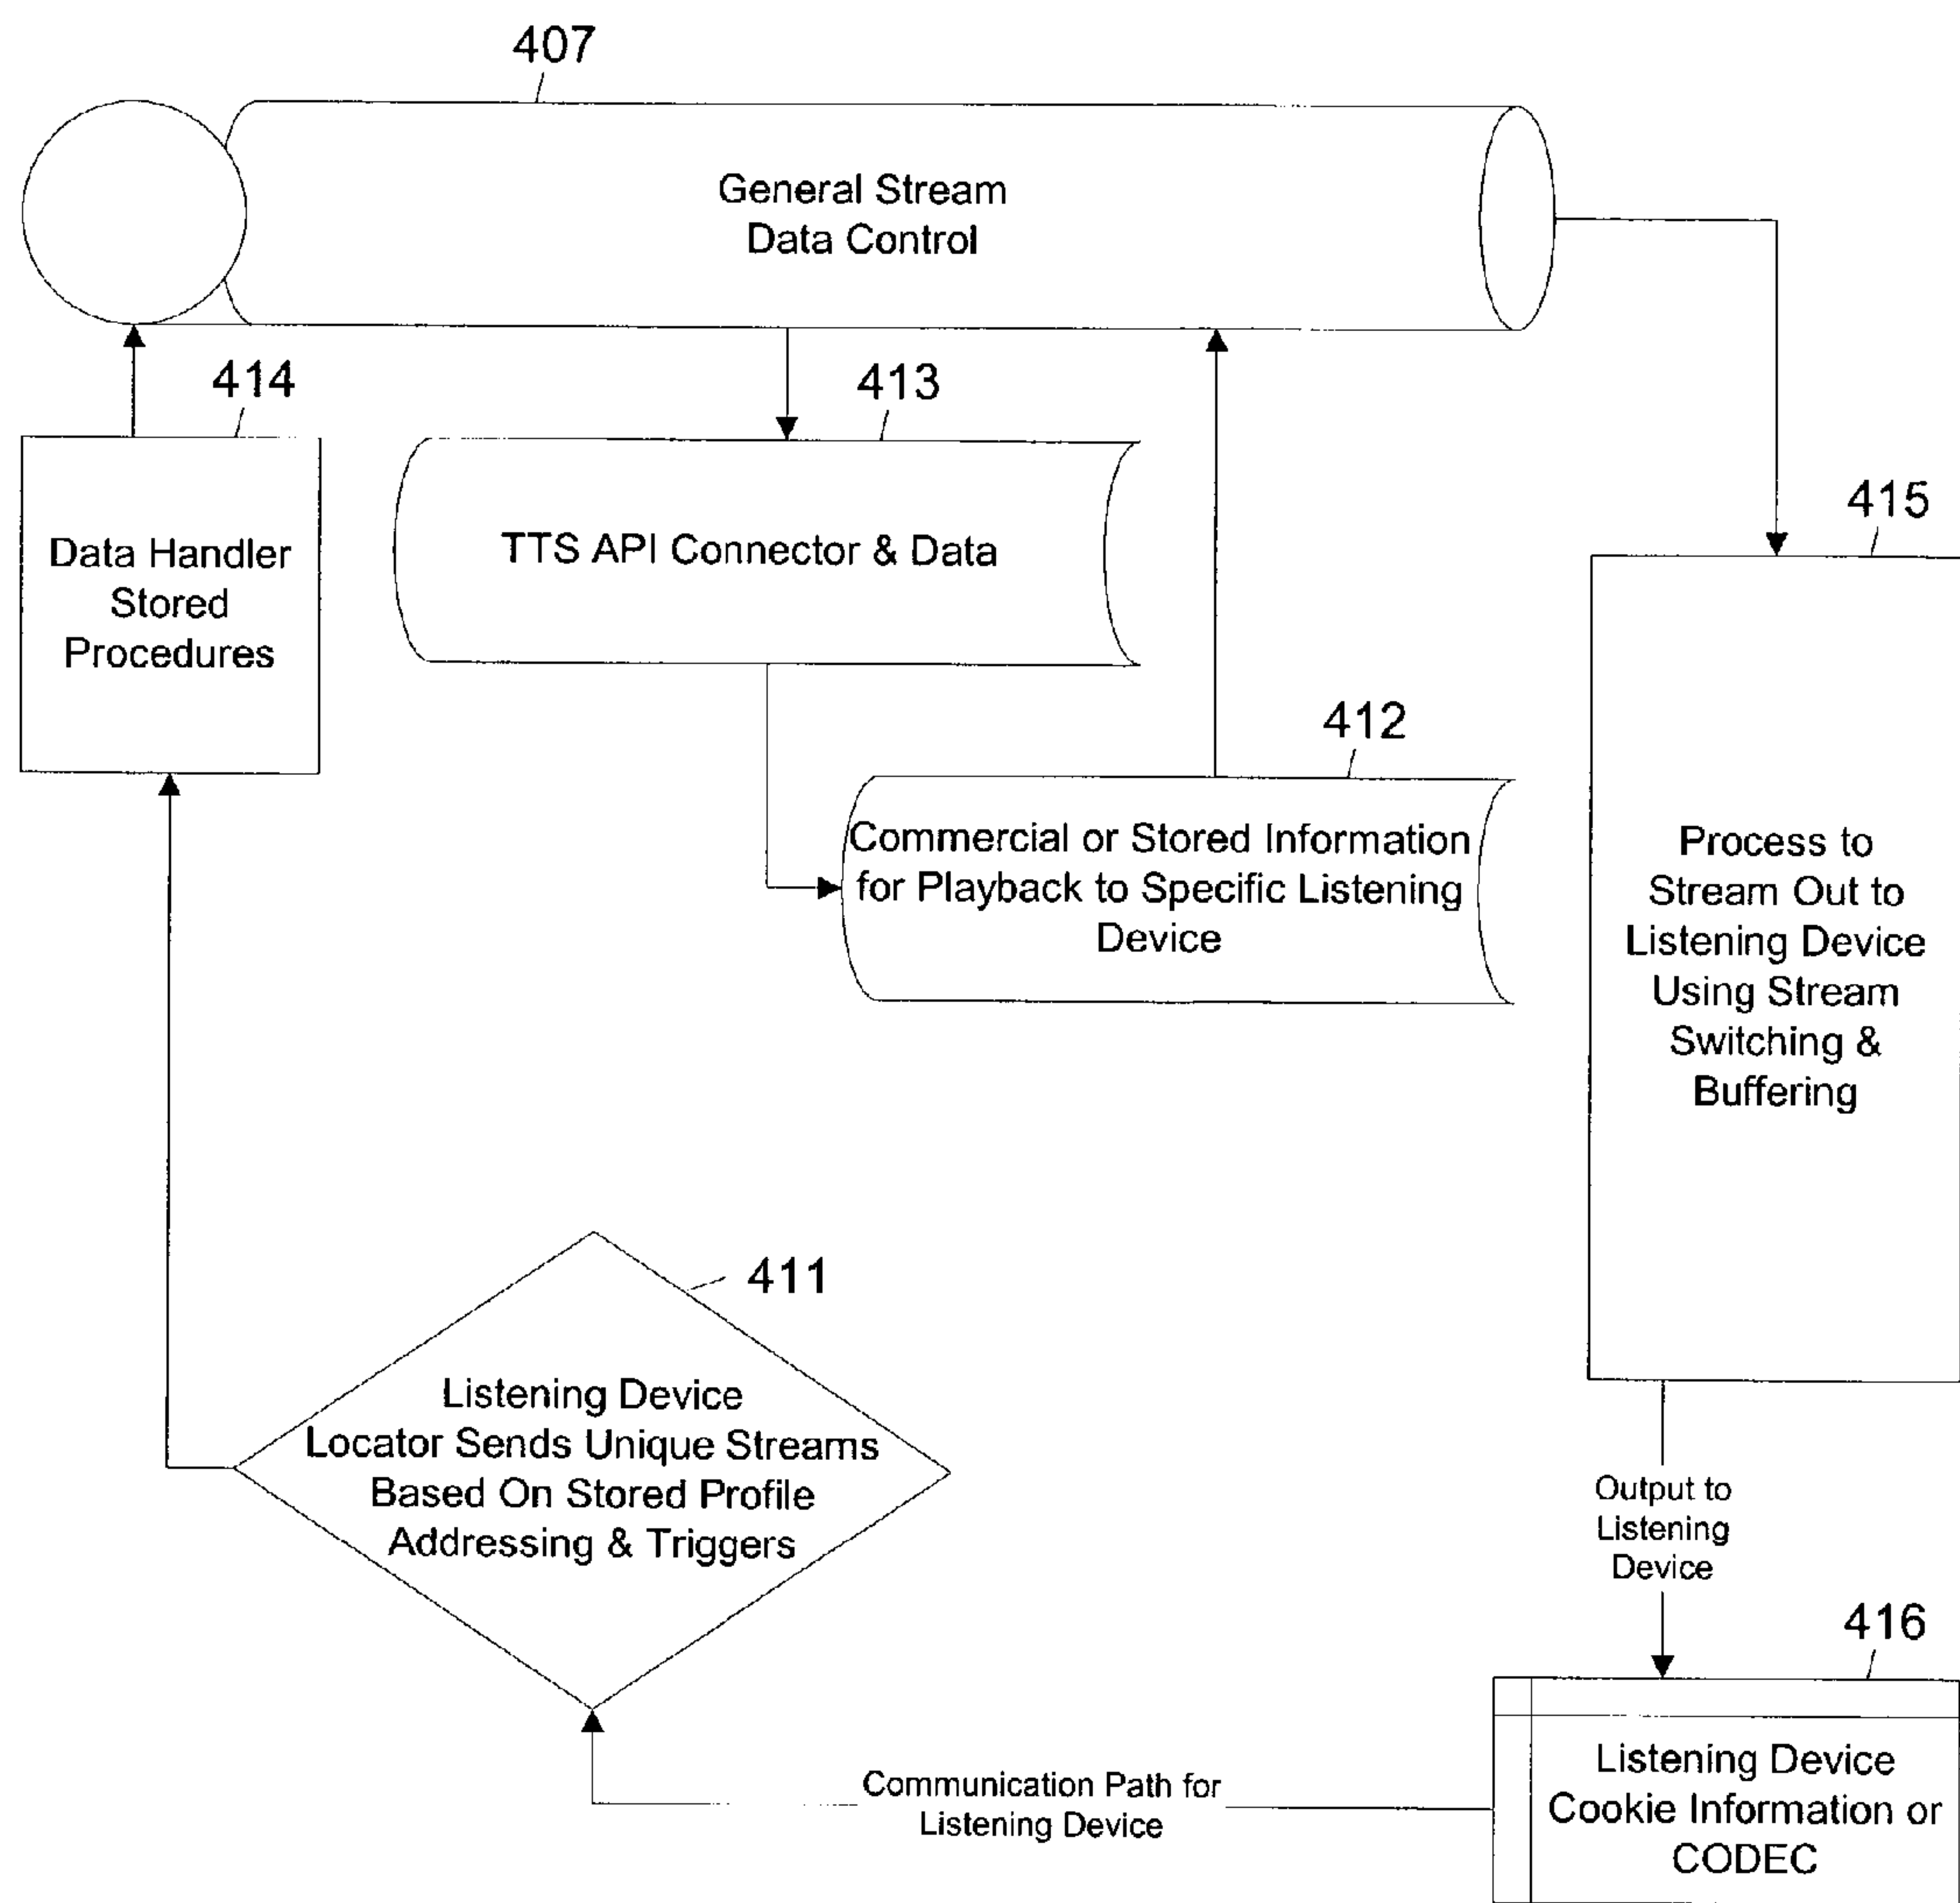 407
General Stream
Data Control
414
413
415
Data Handler
Stored
Procedures
TTS API Connector & Data
412
Commercial or Stored Information
for Playback to Specific Listening
Device
Process to
Stream Out to
Listening Device
Using Stream
Switching &
Buffering
411
Listening Device
Locator Sends Unique Streams
Based On Stored Profile
Addressing & Triggers
Output to
Listening
Device
416
Communication Path for
Listening Device
Listening Device
Cookie Information or
CODEC